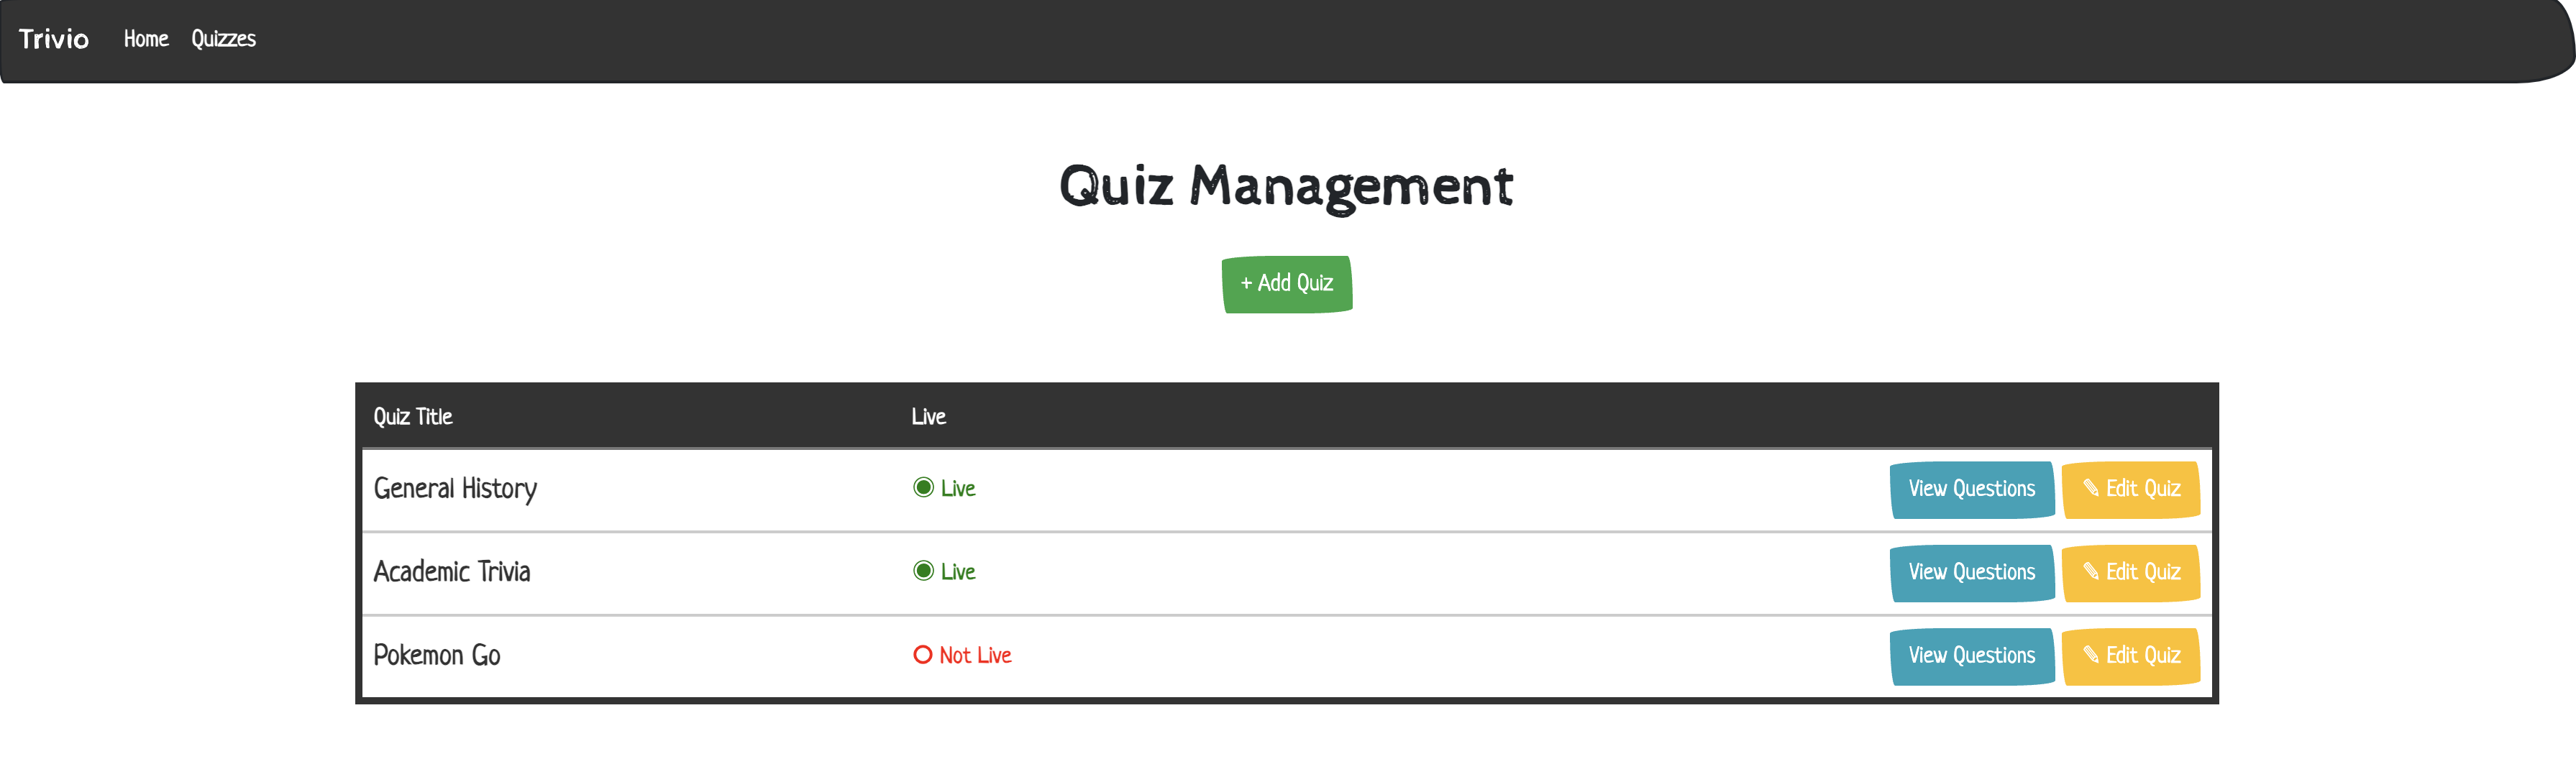 Trivio Home Quizzes
Quiz Management
+ Add Quiz
Quiz Title Live
General History Live View Questions Edit Quiz
Academic Trivia Live View Questions Edit Quiz
Pokemon Go Not Live View Questions Edit Quiz